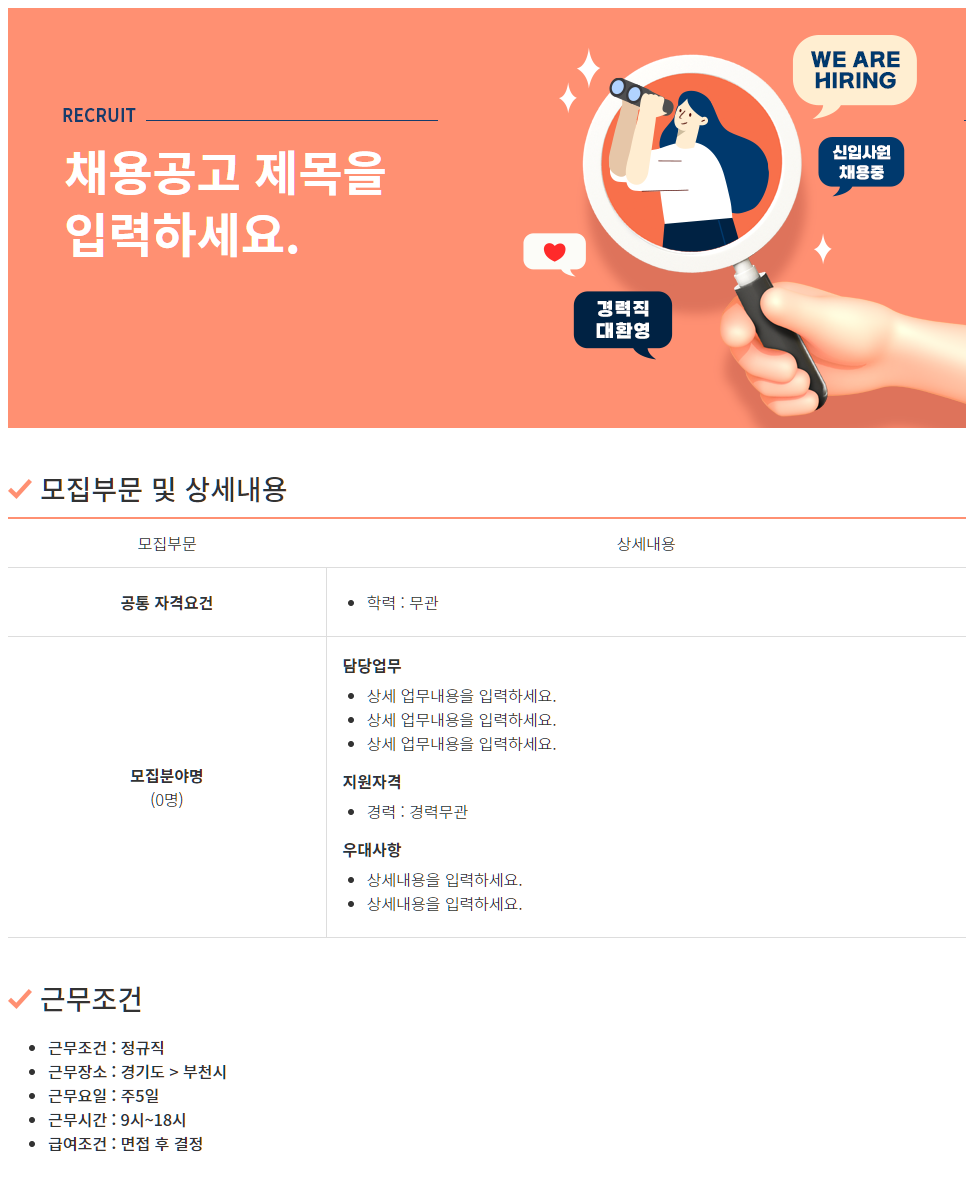 RECRUIT
채용공고 제목을
입력하세요.
WE ARE
HIRING
신입사원
채용중
경력직
대환영
모집부문 및 상세내용
모집부문 상세내용
공통 자격요건
학력 : 무관
모집분야명
(0명)
담당업무
상세 업무내용을 입력하세요.
상세 업무내용을 입력하세요.
상세 업무내용을 입력하세요.
지원자격
경력 : 경력무관
우대사항
상세내용을 입력하세요.
상세내용을 입력하세요.
근무조건
근무조건 : 정규직
근무장소 : 경기도 > 부천시
근무요일 : 주5일
근무시간 : 9시~18시
급여조건 : 면접 후 결정